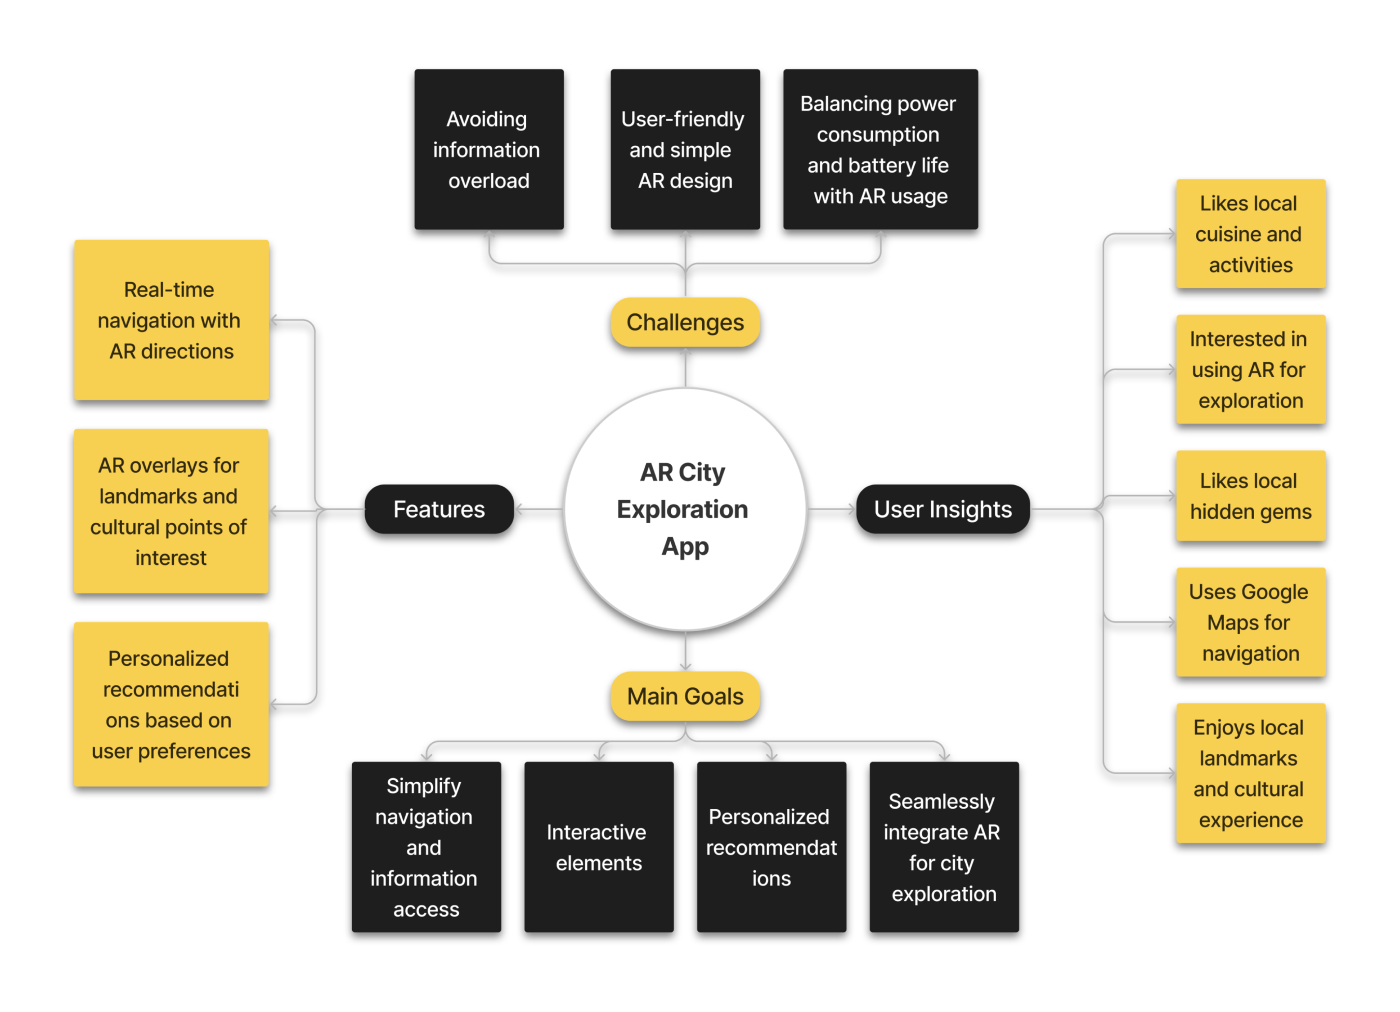 Avoiding
information
overload
User-friendly
and simple
AR design
Balancing power
consumption
and battery life
with AR usage
Challenges
Real-time
navigation with
AR directions
AR overlays for
landmarks and
cultural points of
interest
Personalized
recommendati
ons based on
user preferences
Features
AR City
Exploration
App
User Insights
Likes local
cuisine and
activities
Interested in
using AR for
exploration
Likes local
hidden gems
Uses Google
Maps for
navigation
Enjoys local
landmarks
and cultural
experience
Main Goals
Simplify
navigation
and
information
access
Interactive
elements
Personalized
recommendat
ions
Seamlessly
integrate AR
for city
exploration